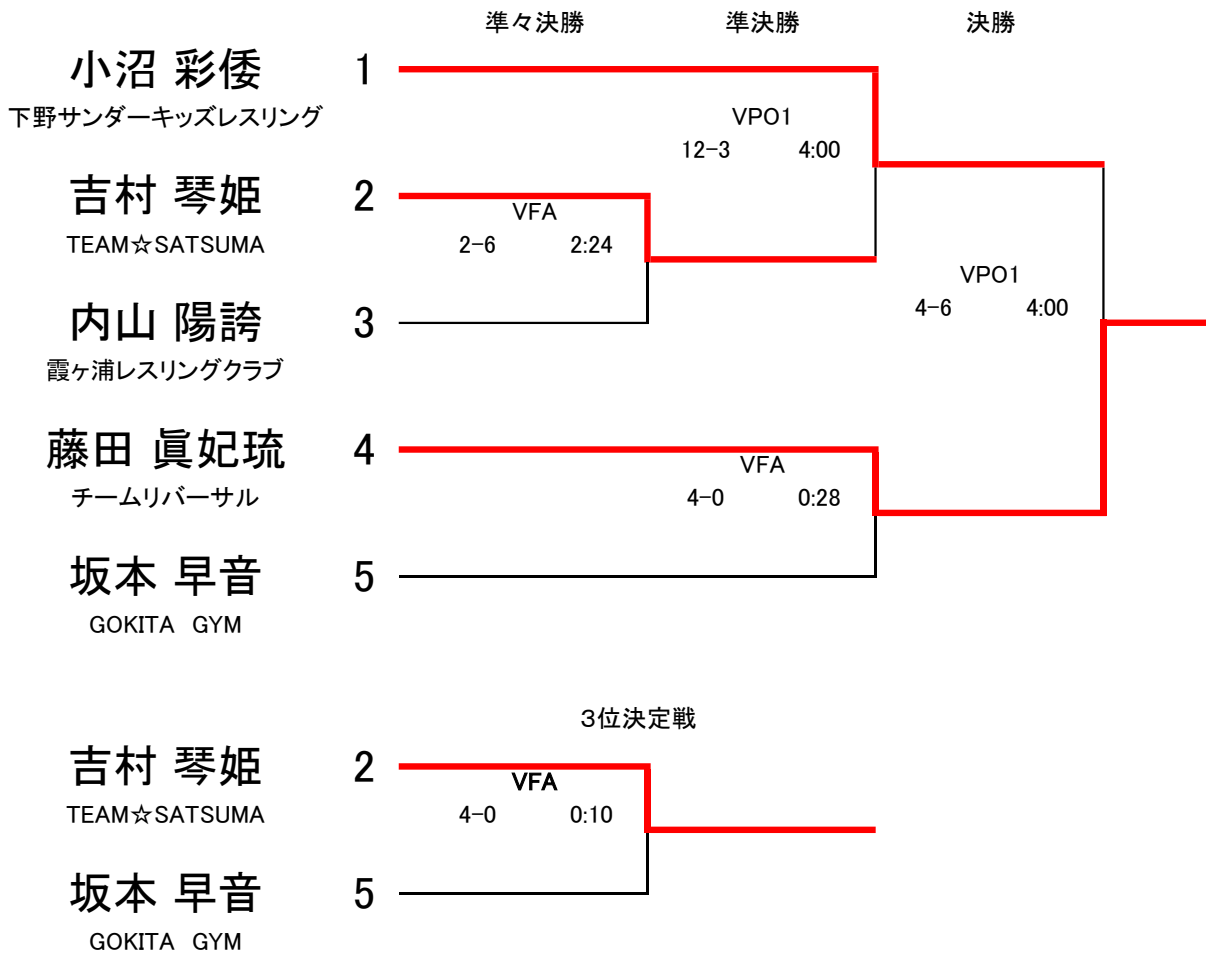 準々決勝 準決勝 決勝
小沼 彩倭 1
下野サンダーキッズレスリング
VPO1
12-3 4:00
吉村 琴姫 2
TEAM☆SATSUMA
VFA
2-6 2:24
VPO1
4-6 4:00
内山 陽誇 3
霞ヶ浦レスリングクラブ
藤田 眞妃琉 4
チームリバーサル
VFA
4-0 0:28
坂本 早音 5
GOKITA GYM
3位決定戦
吉村 琴姫 2
TEAM☆SATSUMA
VFA
4-0 0:10
坂本 早音 5
GOKITA GYM